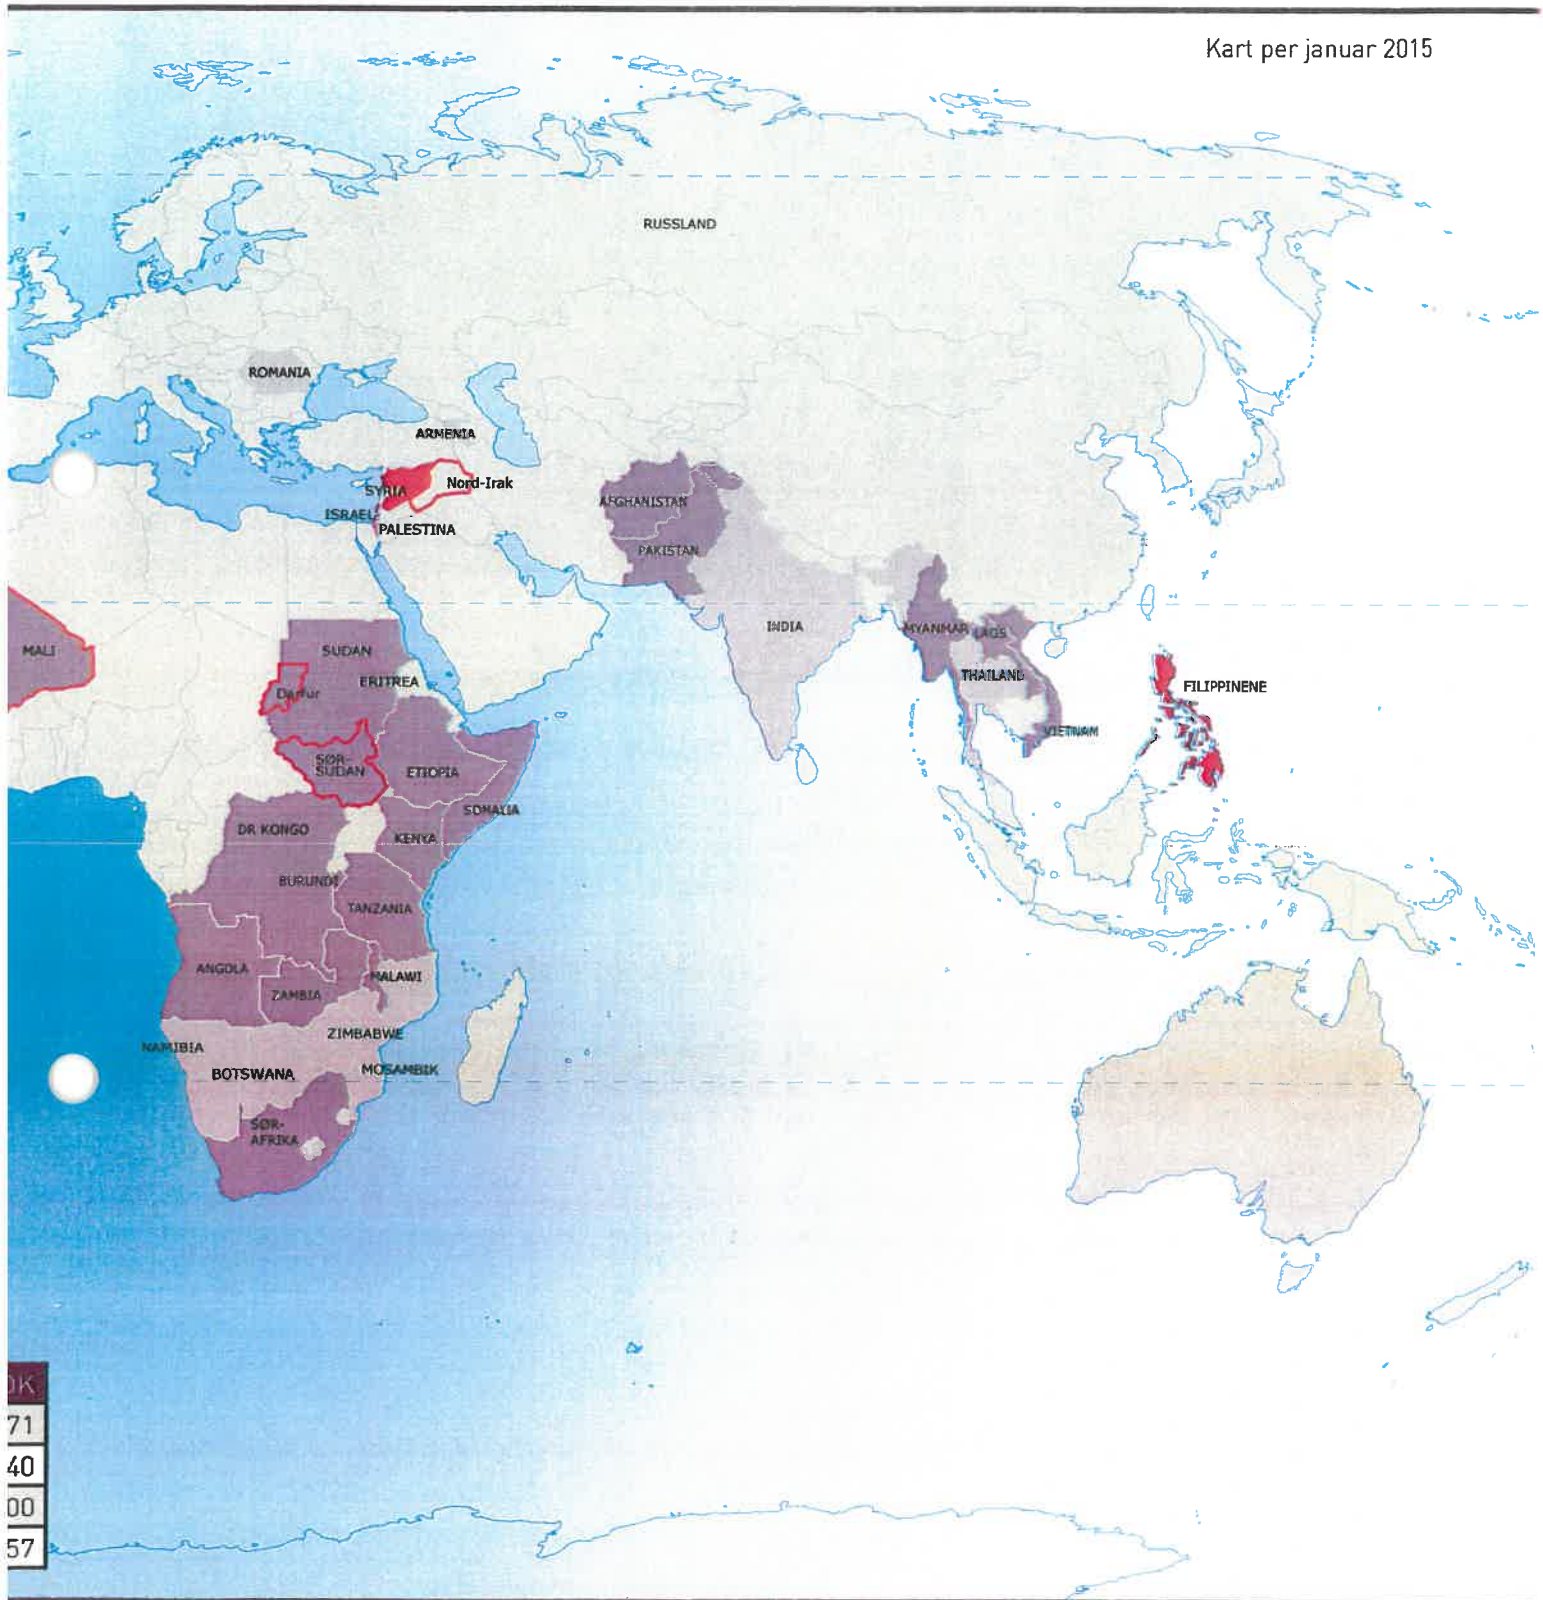 Kart per januar 2015
RUSSLAND
ROMANIA
ARMENIA
SYRIA
Nord-Irak
ISRAEL
PALESTINA
AFGHANISTAN
PAKISTAN
INDIA
MYANMAR
LAOS
THAILAND
VIETNAM
FILIPPINENE
MALI
SUDAN
ERITREA
Darfur
SØR-
SUDAN
ETIOPIA
SOMALIA
DR KONGO
KENYA
BURUNDI
TANZANIA
ANGOLA
MALAWI
ZAMBIA
ZIMBABWE
NAMIBIA
BOTSWANA
MOSAMBIK
SØR-
AFRIKA
OK
71
40
00
57